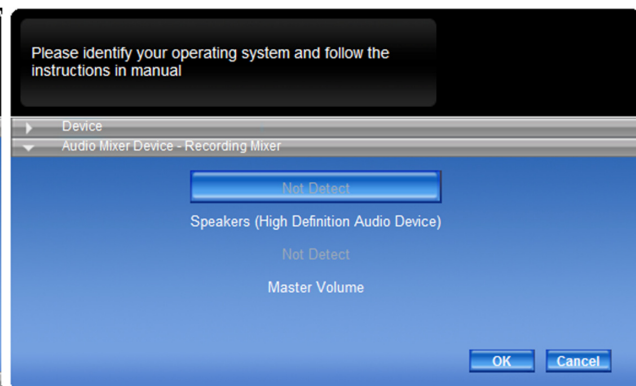 Please identify your operating system and follow the
instructions in manual
Device
Audio Mixer Device - Recording Mixer
Not Detect
Speakers (High Definition Audio Device)
Not Detect
Master Volume
OK Cancel